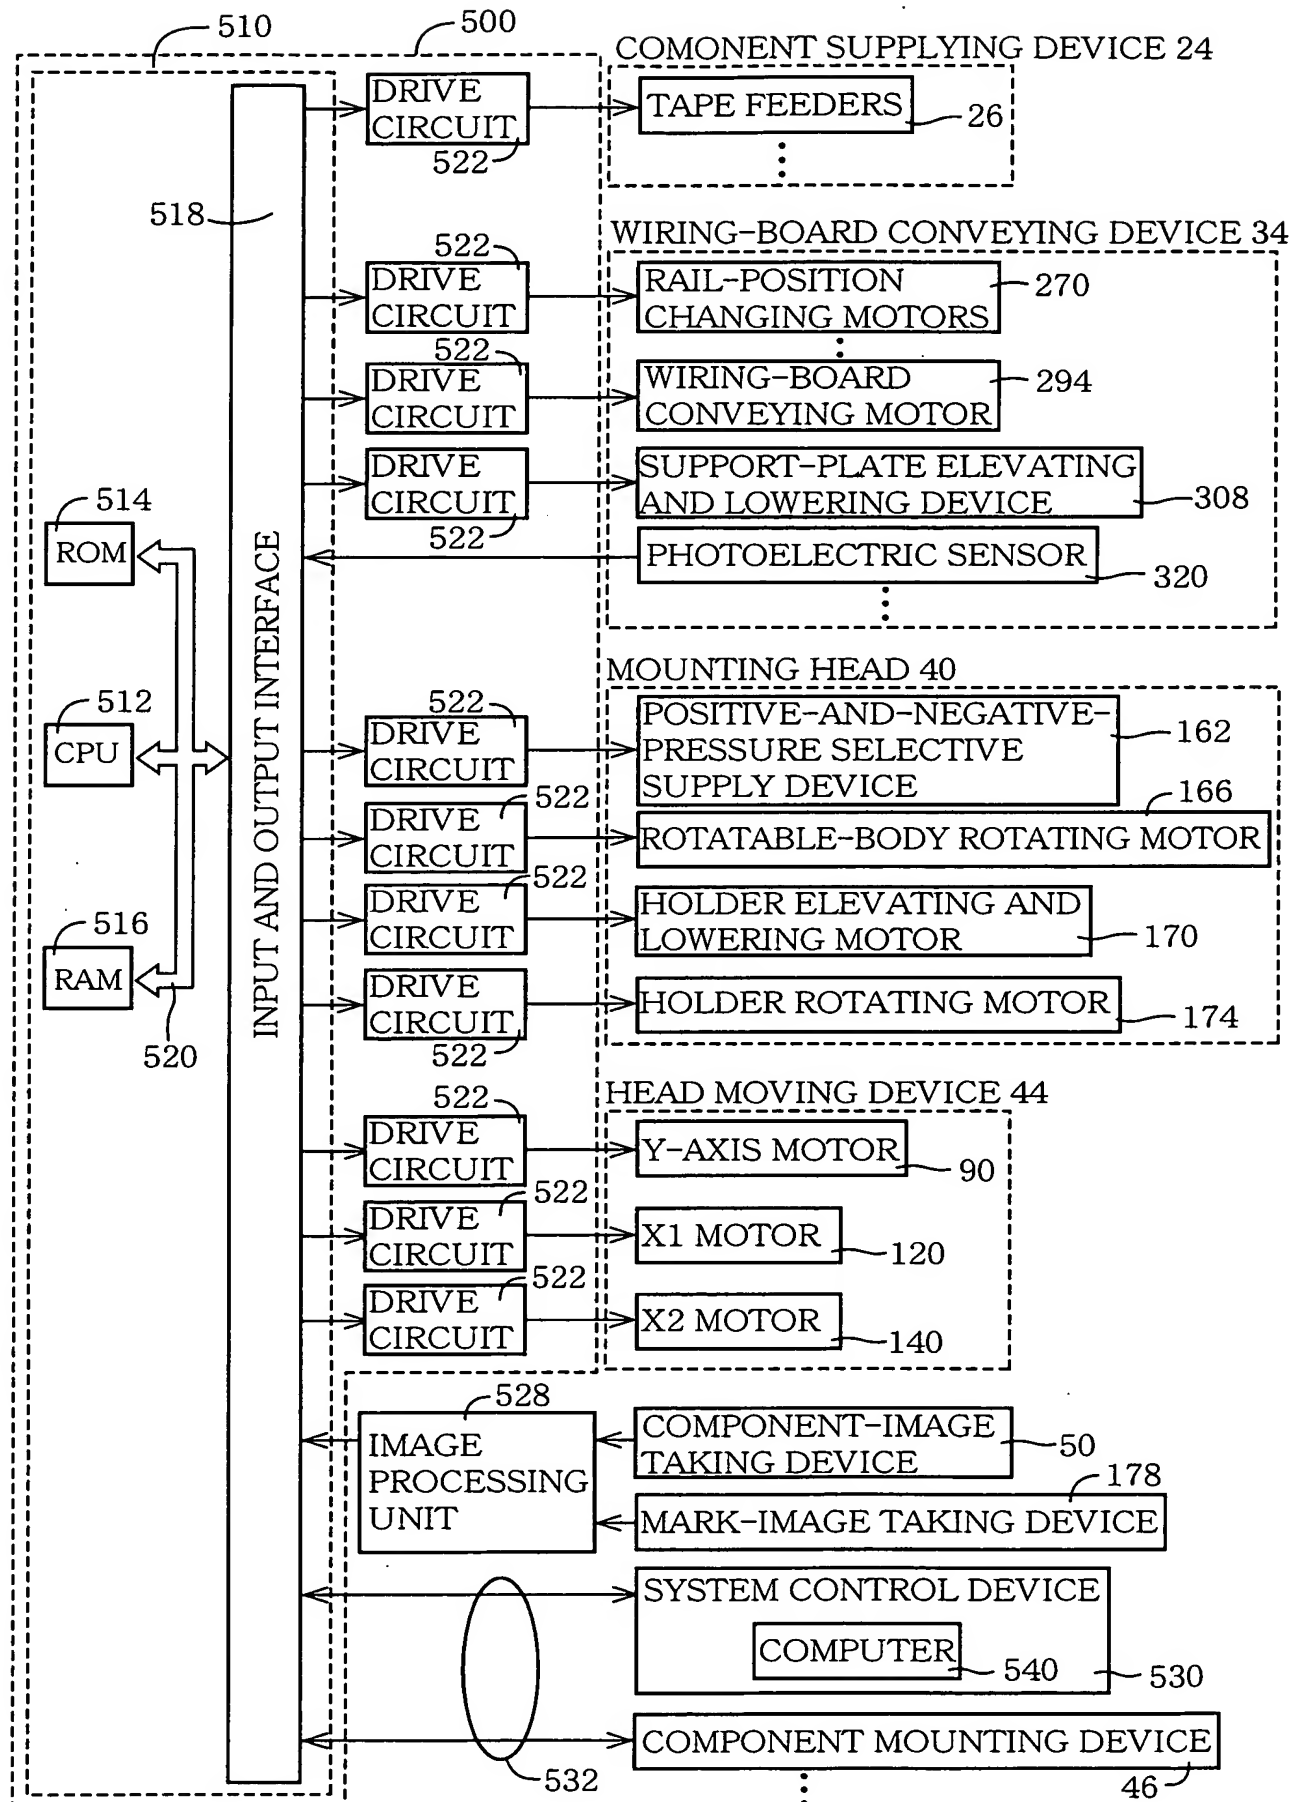 510
500
COMONENT SUPPLYING DEVICE 24
DRIVE
CIRCUIT
522
TAPE FEEDERS
26
518
WIRING-BOARD CONVEYING DEVICE 34
522
DRIVE
CIRCUIT
RAIL-POSITION
CHANGING MOTORS
270
522
DRIVE
CIRCUIT
WIRING-BOARD
CONVEYING MOTOR
294
DRIVE
CIRCUIT
522
SUPPORT-PLATE ELEVATING
AND LOWERING DEVICE
308
514
ROM
PHOTOELECTRIC SENSOR
320
INPUT AND OUTPUT INTERFACE
MOUNTING HEAD 40
512
CPU
522
DRIVE
CIRCUIT
POSITIVE-AND-NEGATIVE-
PRESSURE SELECTIVE
SUPPLY DEVICE
162
522
DRIVE
CIRCUIT
166
ROTATABLE-BODY ROTATING MOTOR
522
DRIVE
CIRCUIT
HOLDER ELEVATING AND
LOWERING MOTOR
170
516
RAM
520
DRIVE
CIRCUIT
522
HOLDER ROTATING MOTOR
174
HEAD MOVING DEVICE 44
522
DRIVE
CIRCUIT
Y-AXIS MOTOR
90
522
DRIVE
CIRCUIT
X1 MOTOR
120
522
DRIVE
CIRCUIT
X2 MOTOR
140
528
IMAGE
PROCESSING
UNIT
COMPONENT-IMAGE
TAKING DEVICE
50
178
MARK-IMAGE TAKING DEVICE
SYSTEM CONTROL DEVICE
COMPUTER
540
530
COMPONENT MOUNTING DEVICE
46
532